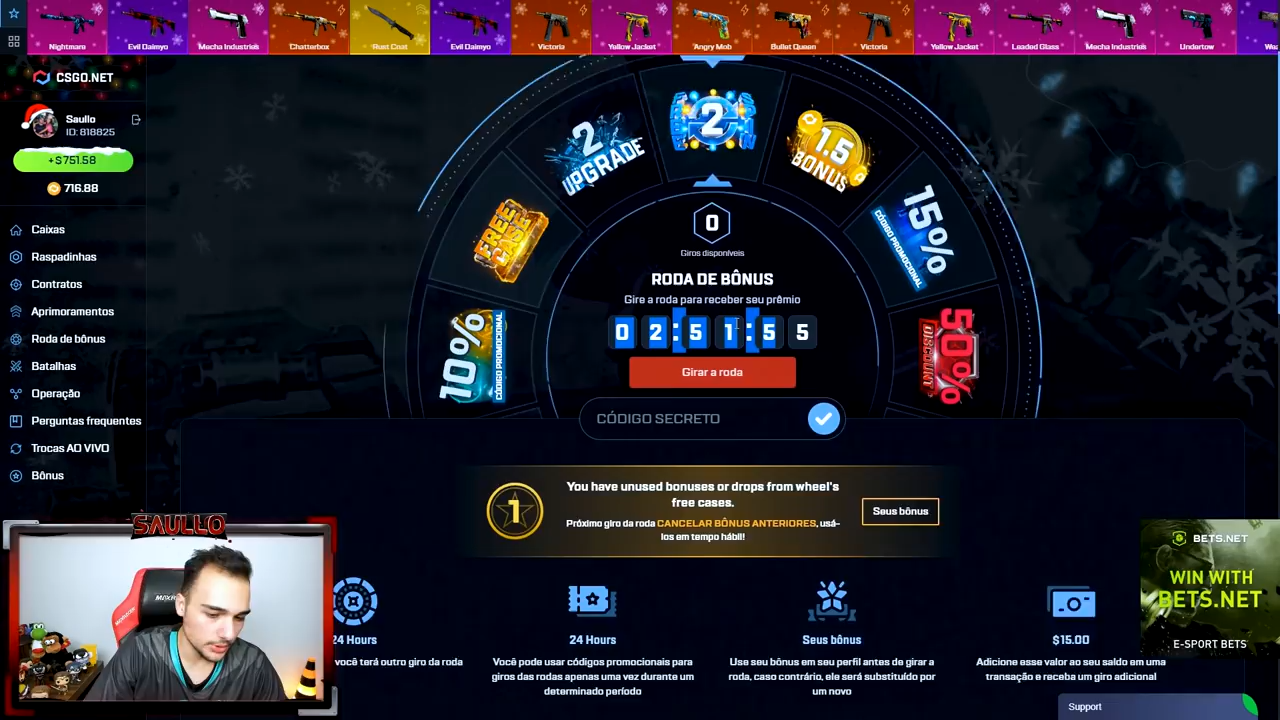 Nightmare
Evil Daimyo
Mecha Industries
Chatterbox
Rust Coat
Evil Daimyo
Victoria
Yellow Jacket
Angry Mob
Bullet Queen
Victoria
Yellow Jacket
Leaded Glass
Mecha Industries
Undertow
CSGO.NET
Saullo
ID: 818825
+$751.58
716.88
Caixas
Raspadinhas
Contratos
Aprimoramentos
Roda de bônus
Batalhas
Operação
Perguntas frequentes
Trocas AO VIVO
Bônus
10%
CÓDIGO PROMOCIONAL
FREE CASE
2
UPGRADE
2
1.5
BONUS
15%
CÓDIGO PROMOCIONAL
50%
DISCOUNT
0
Giros disponíveis
RODA DE BÔNUS
Gire a roda para receber seu prêmio
02:51:55
Girar a roda
CÓDIGO SECRETO
1
You have unused bonuses or drops from wheel's
free cases.
Próximo giro da roda CANCELAR BÔNUS ANTERIORES, usá-
los em tempo hábil!
Seus bônus
24 Hours
você terá outro giro da roda
24 Hours
Você pode usar códigos promocionais para
giros das rodas apenas uma vez durante um
determinado período
Seus bônus
Use seu bônus em seu perfil antes de girar a
roda, caso contrário, ele será substituído por
um novo
$15.00
Adicione esse valor ao seu saldo em uma
transação e receba um giro adicional
BETS.NET
WIN WITH
BETS.NET
E-SPORT BETS
Support
SAULLO